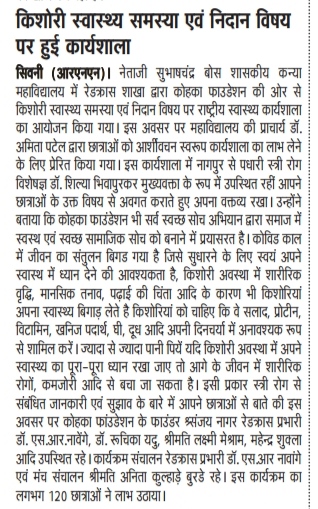 किशोरी स्वास्थ्य समस्या एवं निदान विषय
पर हुई कार्यशाला
सिवनी (आरएनएन)। नेताजी सुभाषचंद्र बोस शासकीय कन्या
महाविद्यालय में रेडक्रास शाखा द्वारा कोहका फाउंडेशन की ओर से
किशोरी स्वास्थ्य समस्या एवं निदान विषय पर राष्ट्रीय स्वास्थ्य कार्यशाला
का आयोजन किया गया। इस अवसर पर महाविद्यालय की प्राचार्य डॉ.
अमिता पटेल द्वारा छात्राओं को आर्शीवचन स्वरूप कार्यशाला का लाभ लेने
के लिए प्रेरित किया गया। इस कार्यशाला में नागपुर से पधारी स्त्री रोग
विशेषज्ञ डॉ. शिल्पा भिवापुरकर मुख्यवक्ता के रूप में उपस्थित रहीं आपने
छात्राओं के उक्त विषय से अवगत कराते हुए अपना वक्तव्य रखा। उन्होंने
बताया कि कोहका फाउंडेशन भी सर्व स्वच्छ सोच अभियान द्वारा समाज में
स्वस्थ एवं स्वच्छ सामाजिक सोच को बनाने में प्रयासरत है। कोविड काल
में जीवन का संतुलन बिगड गया है जिसे सुधारने के लिए स्वयं अपने
स्वास्थ में ध्यान देने की आवश्यकता है, किशोरी अवस्था में शारीरिक
वृद्धि, मानसिक तनाव, पढ़ाई की चिंता आदि के कारण भी किशोरियां
अपना स्वास्थ्य बिगाड़ लेते है किशोरियां को चाहिए कि वे सलाद, प्रोटीन,
विटामिन, खनिज पदार्थ, घी, दूध आदि अपनी दिनचर्या में अनावश्यक रूप
से शामिल करें। ज्यादा से ज्यादा पानी पियें यदि किशोरी अवस्था में अपने
स्वास्थ्य का पूरा-पूरा ध्यान रखा जाए तो आगे के जीवन में शारीरिक
रोगों, कमजोरी आदि से बचा जा सकता है। इसी प्रकार स्त्री रोग से
संबंधित जानकारी एवं सुझाव के बारे में आपने छात्राओं से बाते की इस
अवसर पर कोहका फांउडेशन के फाउंडर श्रसंजय नागर रेडक्रास प्रभारी
डॉ. एस.आर.नावेंगे, डॉ. रूचिका यदु, श्रीमति लक्ष्मी मेश्राम, महेन्द्र शुक्ला
आदि उपस्थित रहे। कार्यक्रम संचालन रेडक्रास प्रभारी डॉ. एस.आर नावांगे
एवं मंच संचालन श्रीमति अनिता कुल्हाड़े बुरडे रहे। इस कार्यक्रम का
लगभग 120 छात्राओं ने लाभ उठाया।